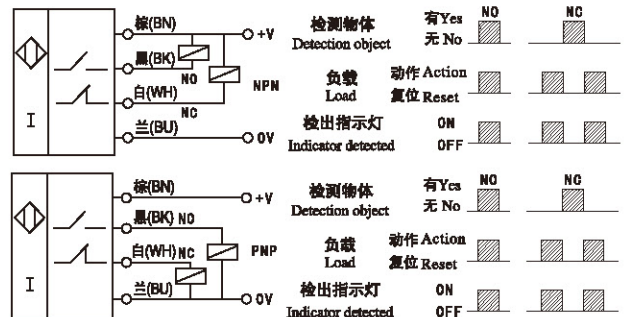 棕(BN) +V 检测物体 有Yes NO NC
Detection object 无 No
黑(BK)
NO 负载 动作 Action
NPN Load 复位 Reset
白(WH)
NC
I 检出指示灯 ON
兰(BU) 0V Indicator detected OFF
棕(BN) +V 检测物体 有Yes NO NC
Detection object 无 No
黑(BK) NO
负载 动作 Action
白(WH) NC PNP Load 复位 Reset
I 兰(BU) 0V 检出指示灯 ON
Indicator detected OFF